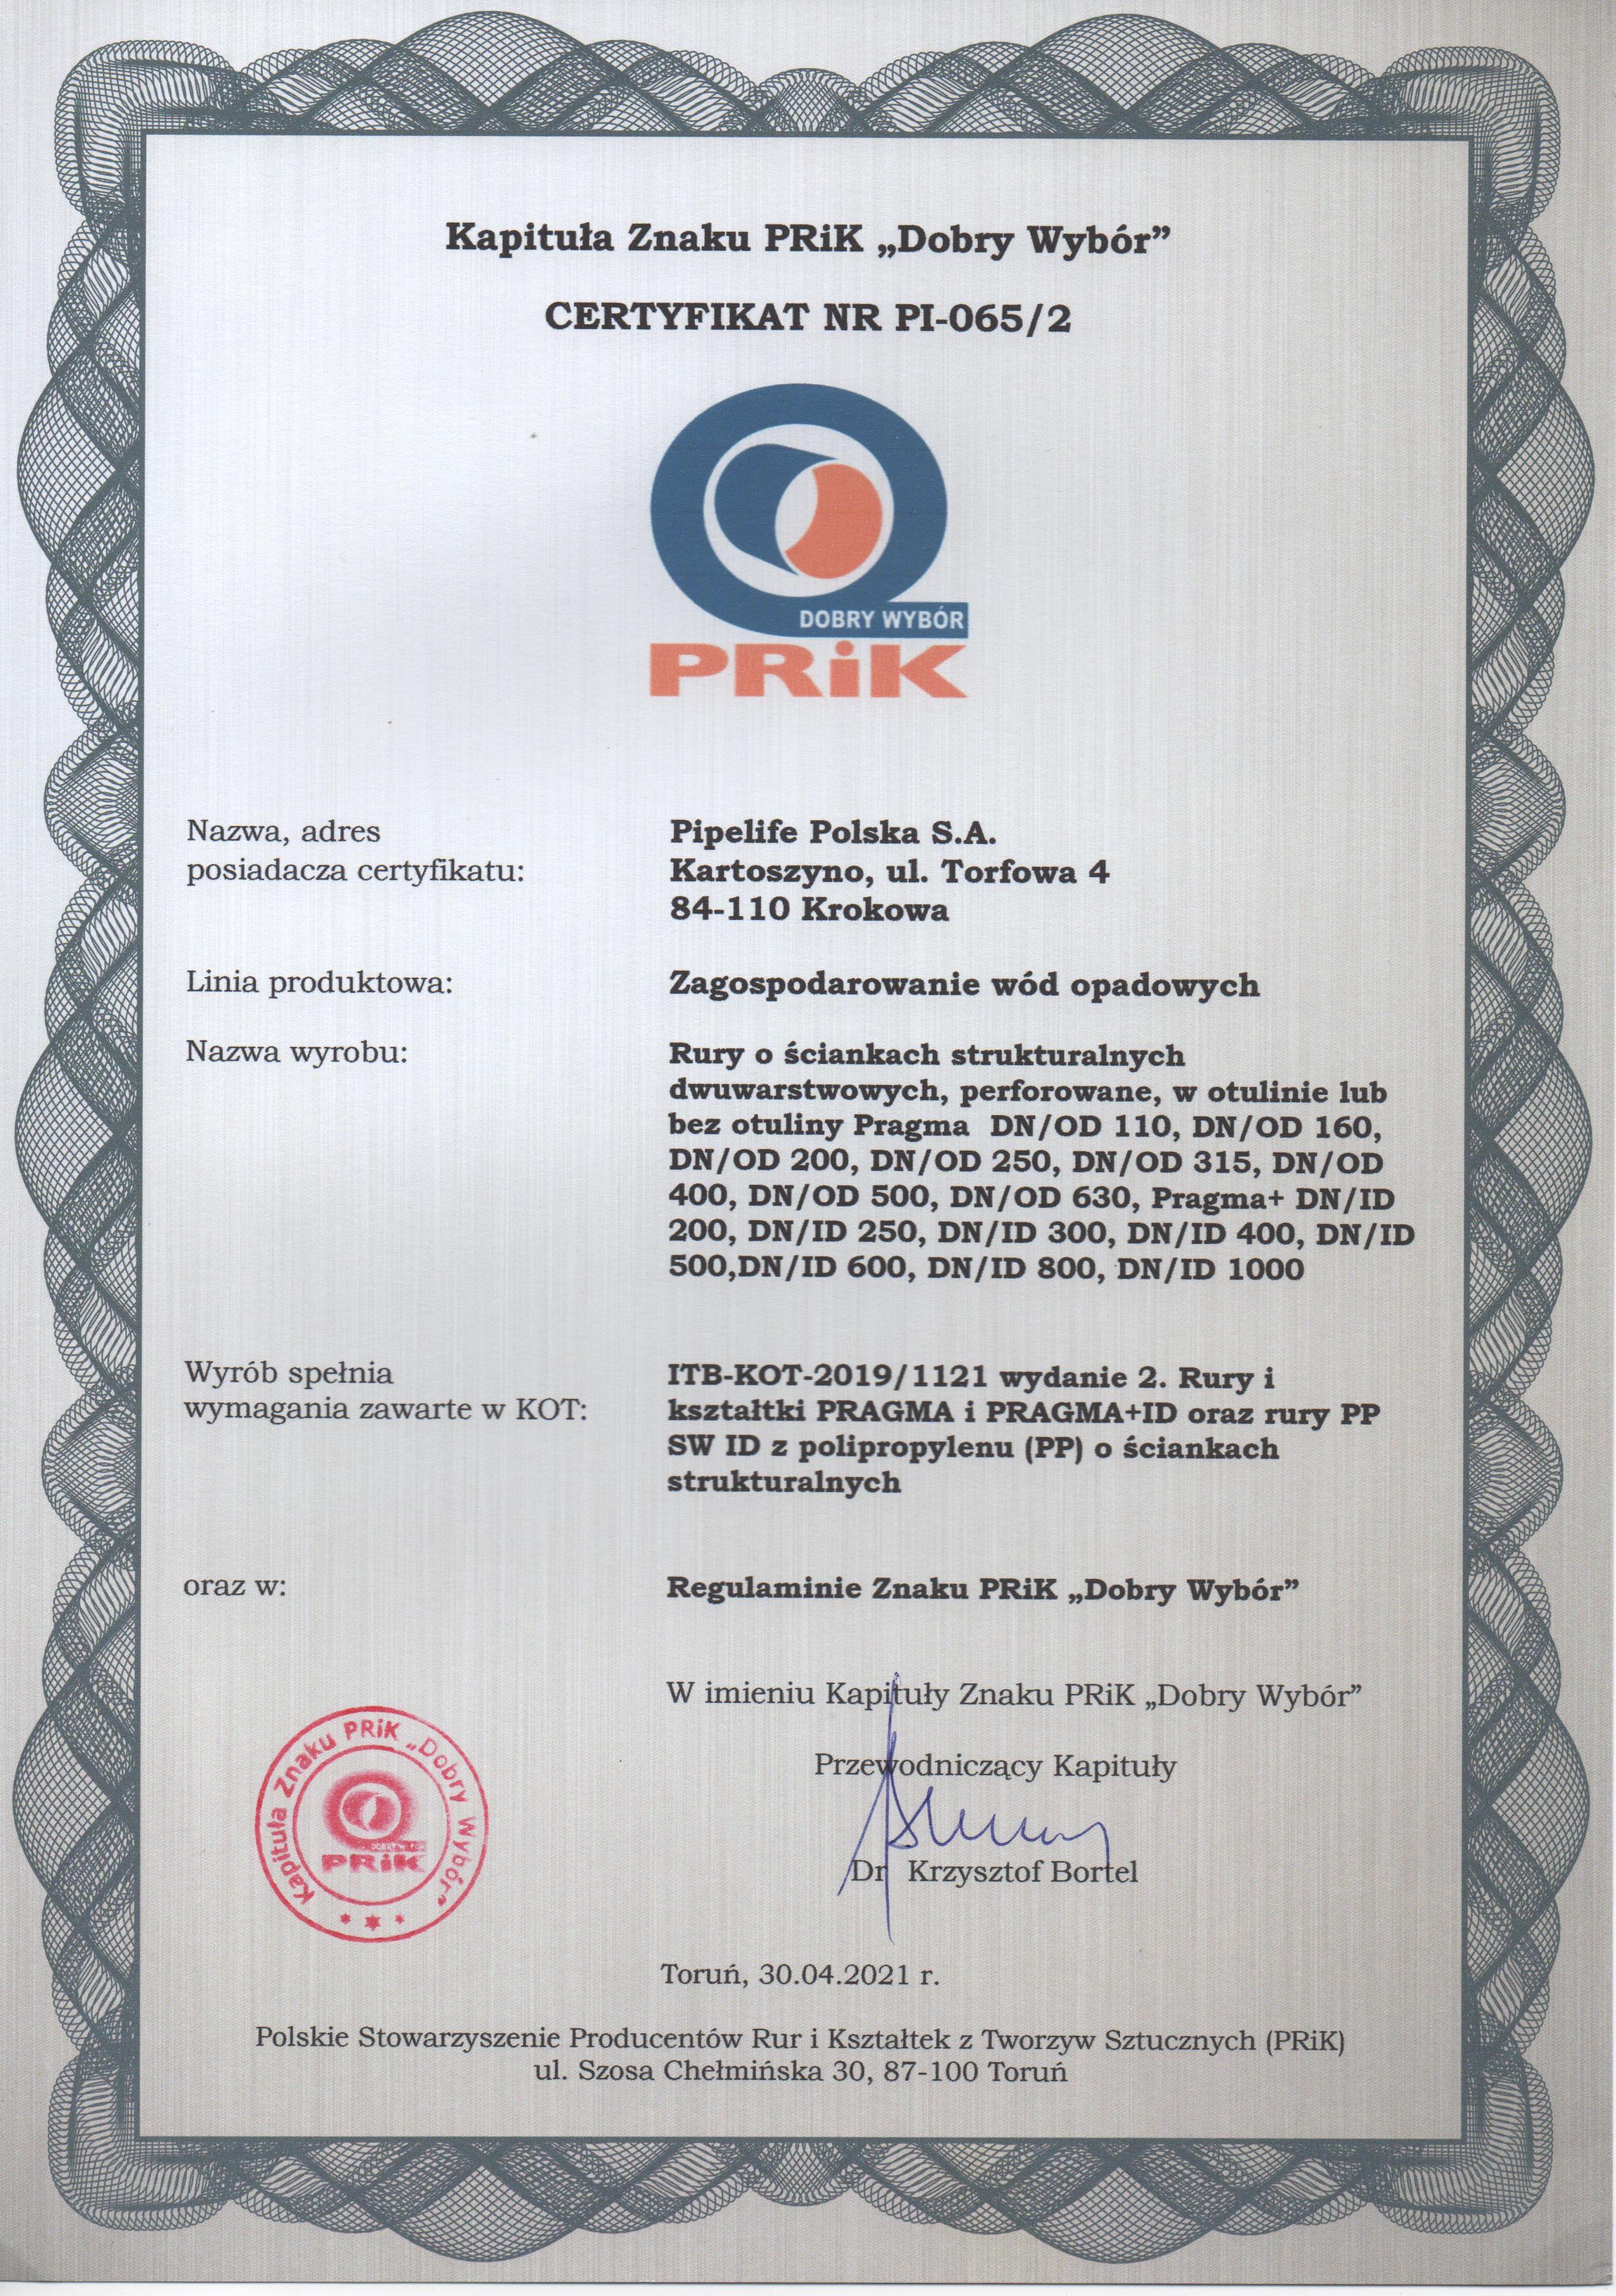 Kapituła Znaku PRiK „Dobry Wybór”
CERTYFIKAT NR PI-065/2
DOBRY WYBÓR
PRiK
Nazwa, adres
posiadacza certyfikatu:
Pipelife Polska S.A.
Kartoszyno, ul. Torfowa 4
84-110 Krokowa
Linia produktowa:
Zagospodarowanie wód opadowych
Nazwa wyrobu:
Rury o ściankach strukturalnych
dwuwarstwowych, perforowane, w otulinie lub
bez otuliny Pragma DN/OD 110, DN/OD 160,
DN/OD 200, DN/OD 250, DN/OD 315, DN/OD
400, DN/OD 500, DN/OD 630, Pragma+ DN/ID
200, DN/ID 250, DN/ID 300, DN/ID 400, DN/ID
500,DN/ID 600, DN/ID 800, DN/ID 1000
Wyrób spełnia
wymagania zawarte w KOT:
ITB-KOT-2019/1121 wydanie 2. Rury i
kształtki PRAGMA i PRAGMA+ID oraz rury PP
SW ID z polipropylenu (PP) o ściankach
strukturalnych
oraz w:
Regulaminie Znaku PRiK „Dobry Wybór”
W imieniu Kapituły Znaku PRiK „Dobry Wybór”
Przewodniczący Kapituły
Dr Krzysztof Bortel
Kapituła Znaku PRiK „Dobry Wybór”
PRiK
Toruń, 30.04.2021 r.
Polskie Stowarzyszenie Producentów Rur i Kształtek z Tworzyw Sztucznych (PRiK)
ul. Szosa Chełmińska 30, 87-100 Toruń